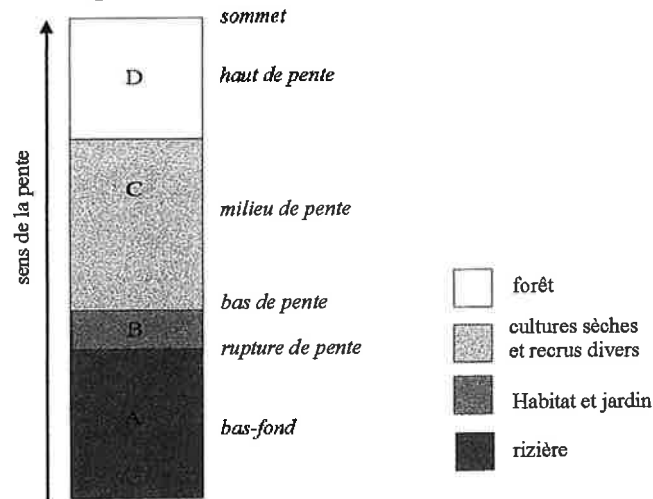 sommet
D
haut de pente
C
milieu de pente
bas de pente
B
rupture de pente
A
bas-fond
sens de la pente
forêt
cultures sèches
et recrus divers
Habitat et jardin
rizière